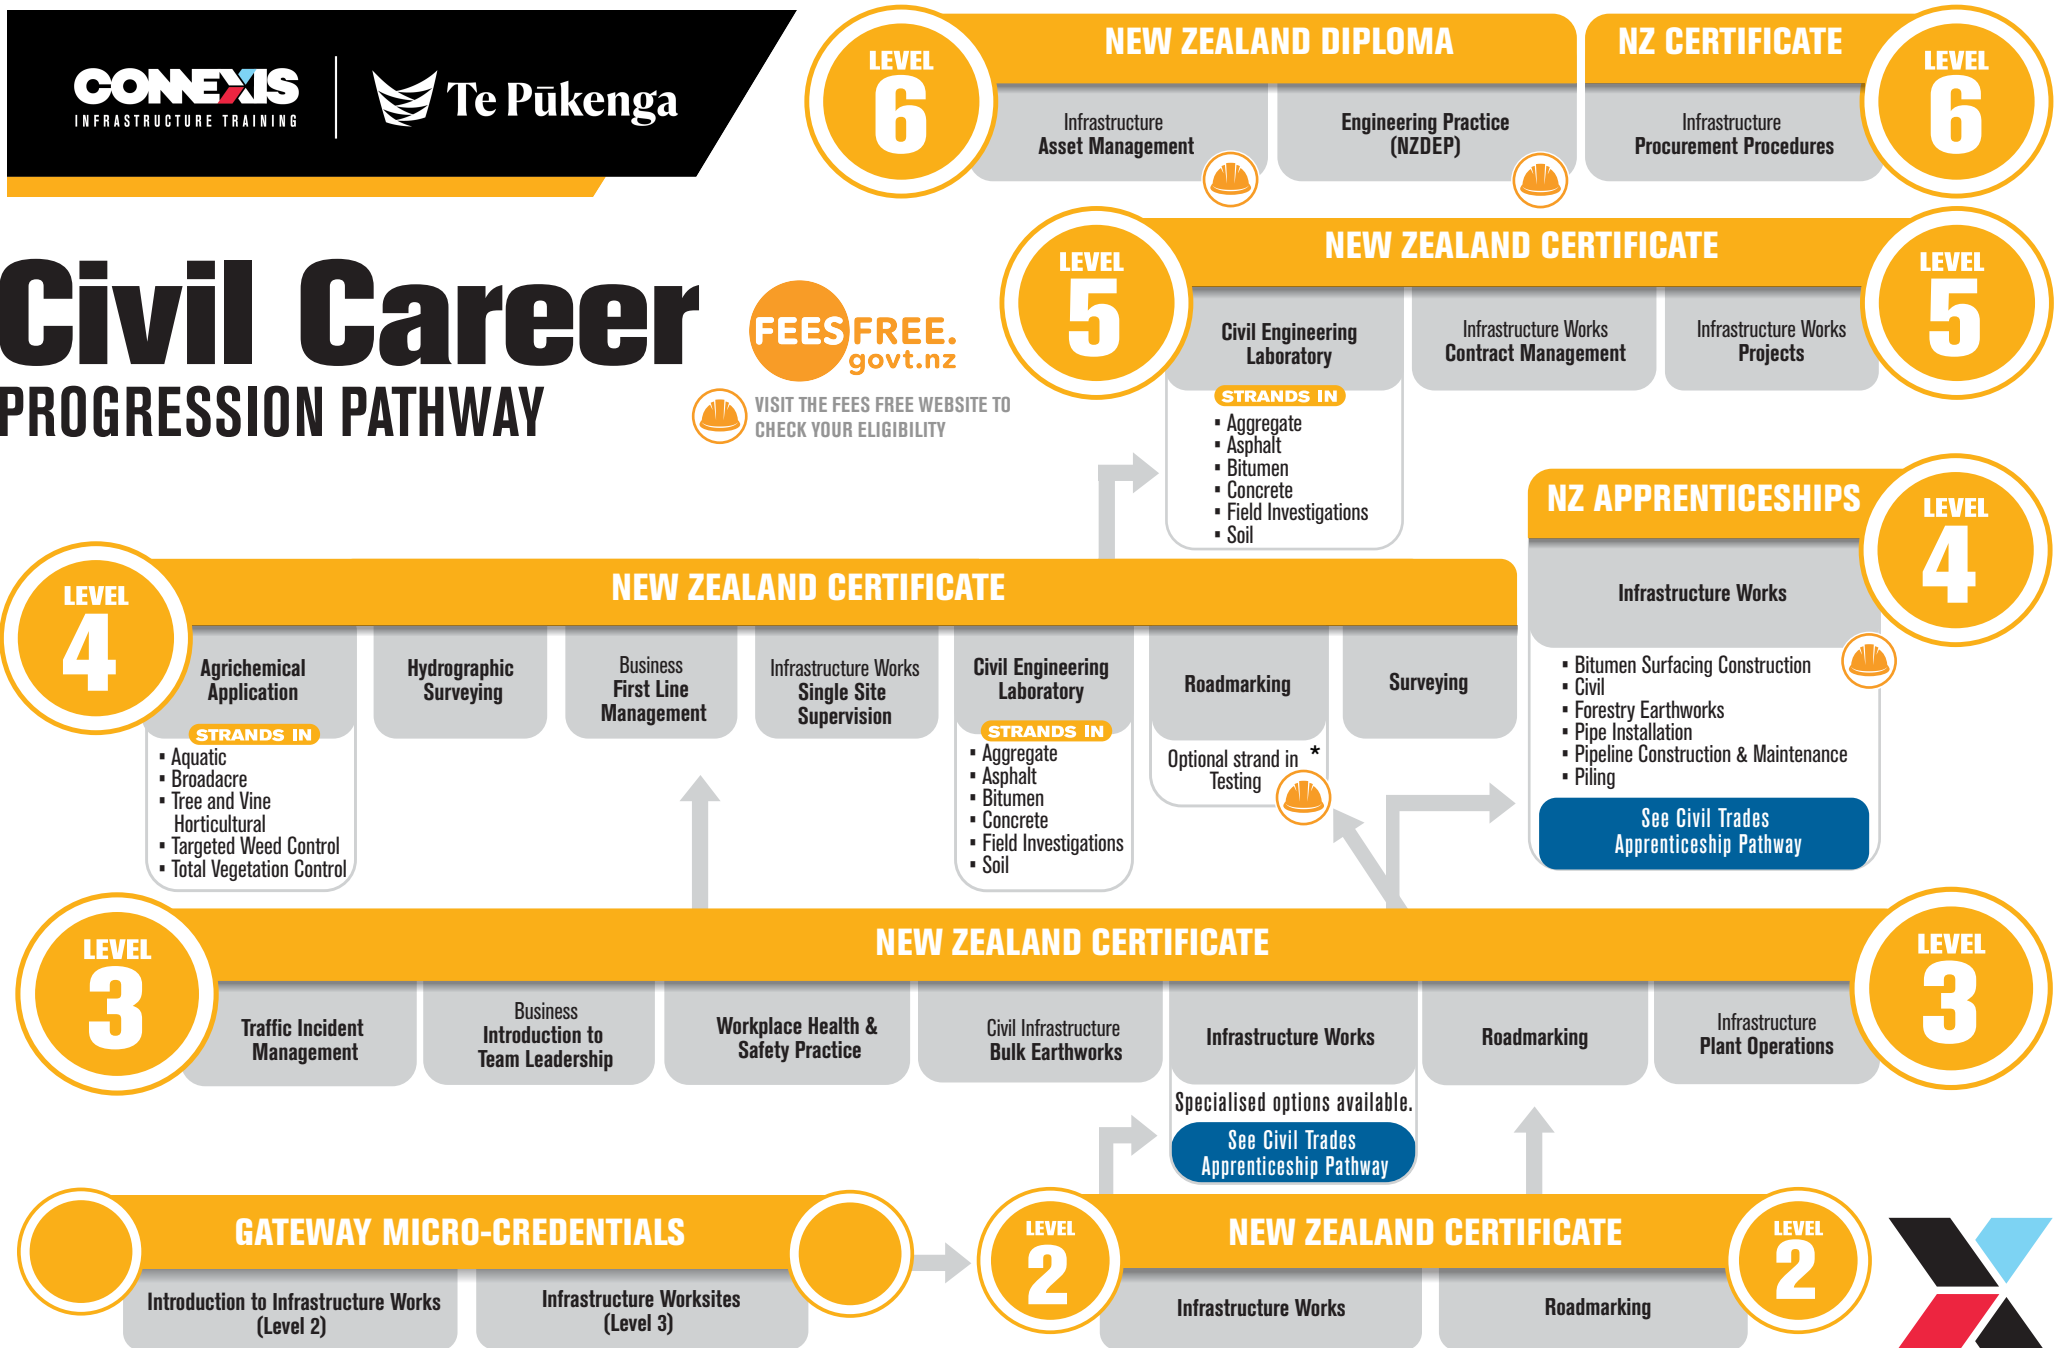 CONNEXIS
INFRASTRUCTURE TRAINING
Te Pūkenga
Civil Career
PROGRESSION PATHWAY
FEES FREE.
govt.nz
VISIT THE FEES FREE WEBSITE TO
CHECK YOUR ELIGIBILITY
LEVEL
6
NEW ZEALAND DIPLOMA
Infrastructure
Asset Management
Engineering Practice
(NZDEP)
NZ CERTIFICATE
Infrastructure
Procurement Procedures
LEVEL
6
LEVEL
5
NEW ZEALAND CERTIFICATE
LEVEL
5
Civil Engineering
Laboratory
STRANDS IN
▪ Aggregate
▪ Asphalt
▪ Bitumen
▪ Concrete
▪ Field Investigations
▪ Soil
Infrastructure Works
Contract Management
Infrastructure Works
Projects
NZ APPRENTICESHIPS
LEVEL
4
Infrastructure Works
▪ Bitumen Surfacing Construction
▪ Civil
▪ Forestry Earthworks
▪ Pipe Installation
▪ Pipeline Construction & Maintenance
▪ Piling
See Civil Trades
Apprenticeship Pathway
LEVEL
4
NEW ZEALAND CERTIFICATE
Agrichemical
Application
STRANDS IN
▪ Aquatic
▪ Broadacre
▪ Tree and Vine
Horticultural
▪ Targeted Weed Control
▪ Total Vegetation Control
Hydrographic
Surveying
Business
First Line
Management
Infrastructure Works
Single Site
Supervision
Civil Engineering
Laboratory
STRANDS IN
▪ Aggregate
▪ Asphalt
▪ Bitumen
▪ Concrete
▪ Field Investigations
▪ Soil
Roadmarking
Optional strand in *
Testing
Surveying
LEVEL
3
NEW ZEALAND CERTIFICATE
LEVEL
3
Traffic Incident
Management
Business
Introduction to
Team Leadership
Workplace Health &
Safety Practice
Civil Infrastructure
Bulk Earthworks
Infrastructure Works
Specialised options available.
See Civil Trades
Apprenticeship Pathway
Roadmarking
Infrastructure
Plant Operations
GATEWAY MICRO-CREDENTIALS
Introduction to Infrastructure Works
(Level 2)
Infrastructure Worksites
(Level 3)
LEVEL
2
NEW ZEALAND CERTIFICATE
LEVEL
2
Infrastructure Works
Roadmarking